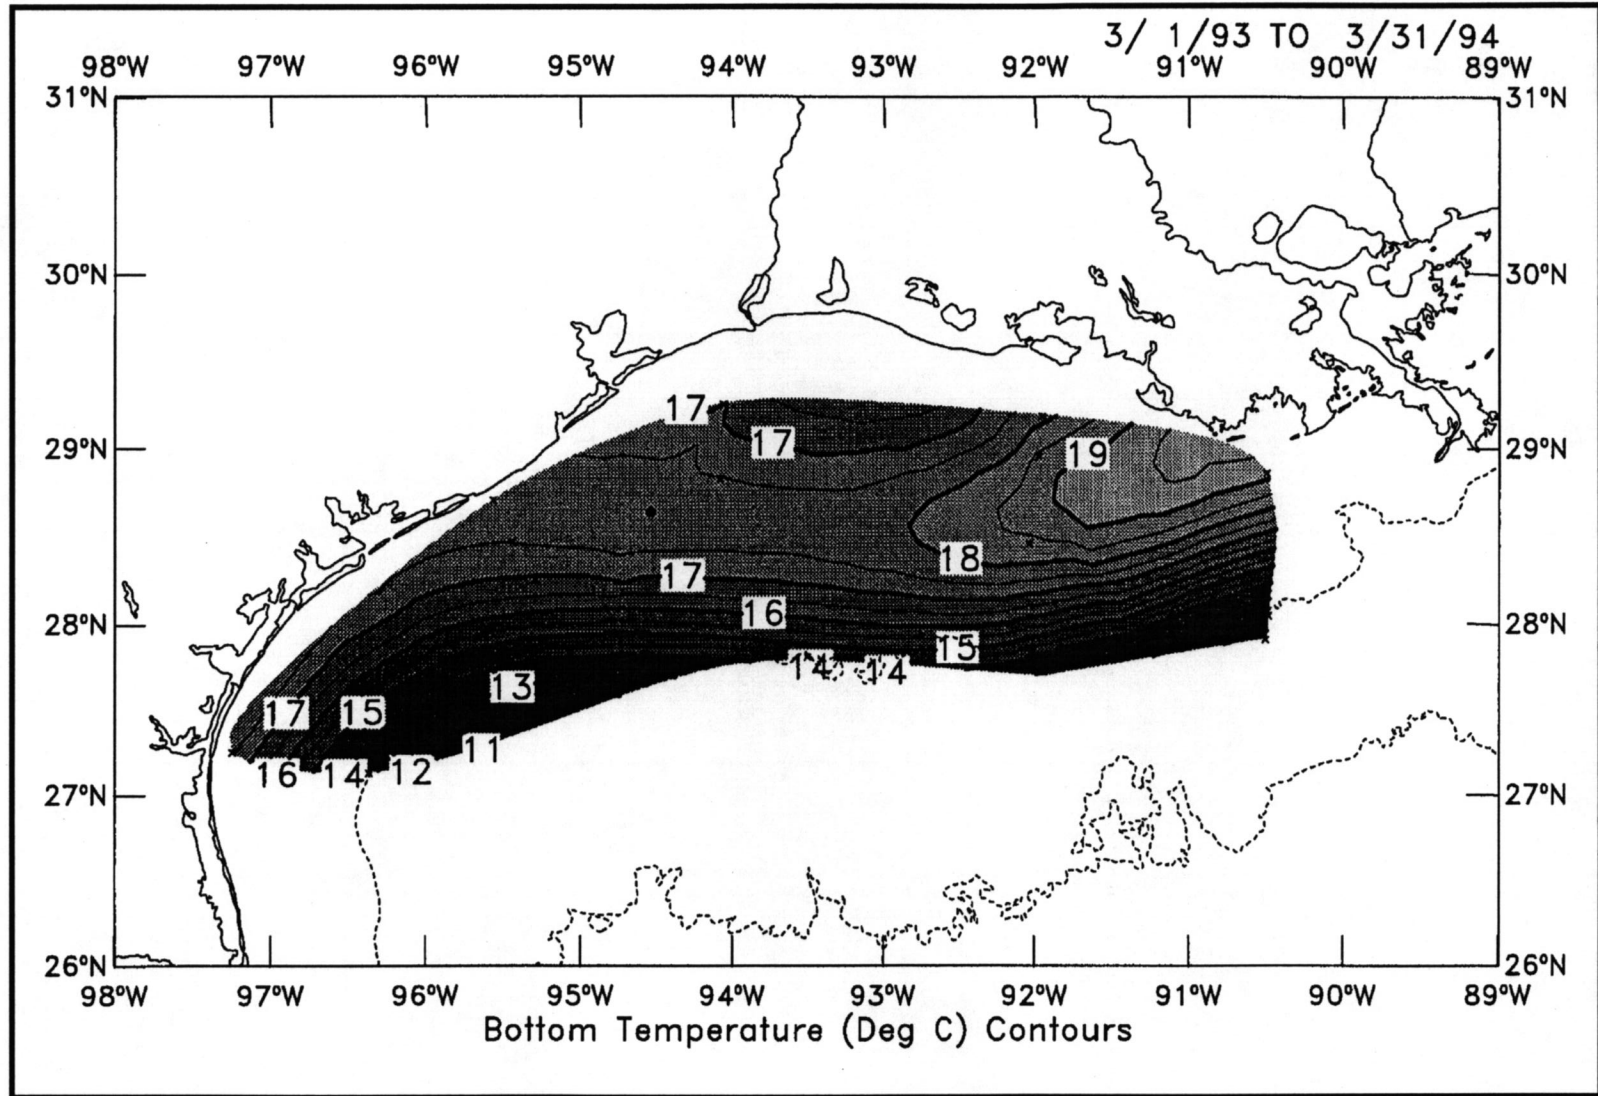 3/ 1/93 TO 3/31/94
98°W 97°W 96°W 95°W 94°W 93°W 92°W 91°W 90°W 89°W
31°N 31°N
30°N 30°N
17
29°N 17 19 29°N
18
17
28°N 16 28°N
15
14 14
13
17 15
11
16 14 12
27°N 27°N
26°N 26°N
98°W 97°W 96°W 95°W 94°W 93°W 92°W 91°W 90°W 89°W
Bottom Temperature (Deg C) Contours